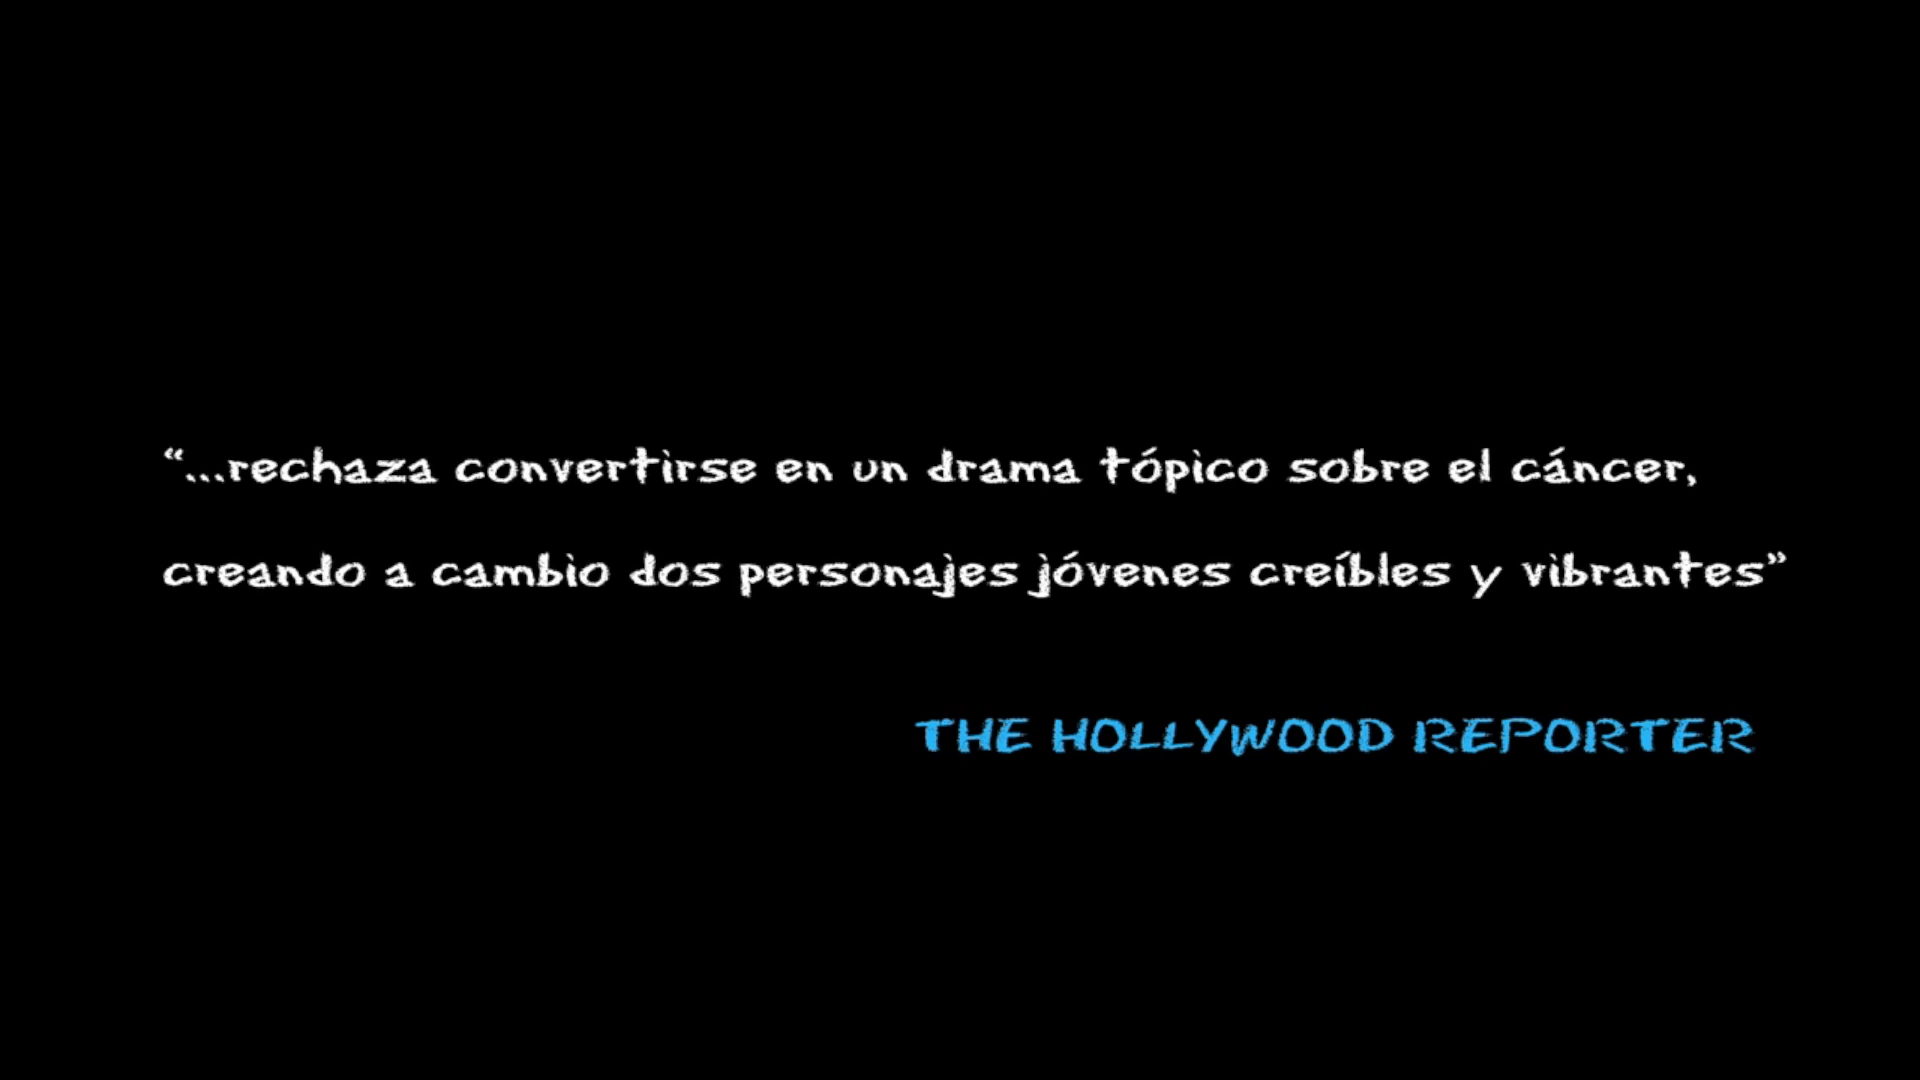 “...rechaza convertirse en un drama tópico sobre el cáncer,
creando a cambio dos personajes jóvenes creíbles y vibrantes”
THE HOLLYWOOD REPORTER